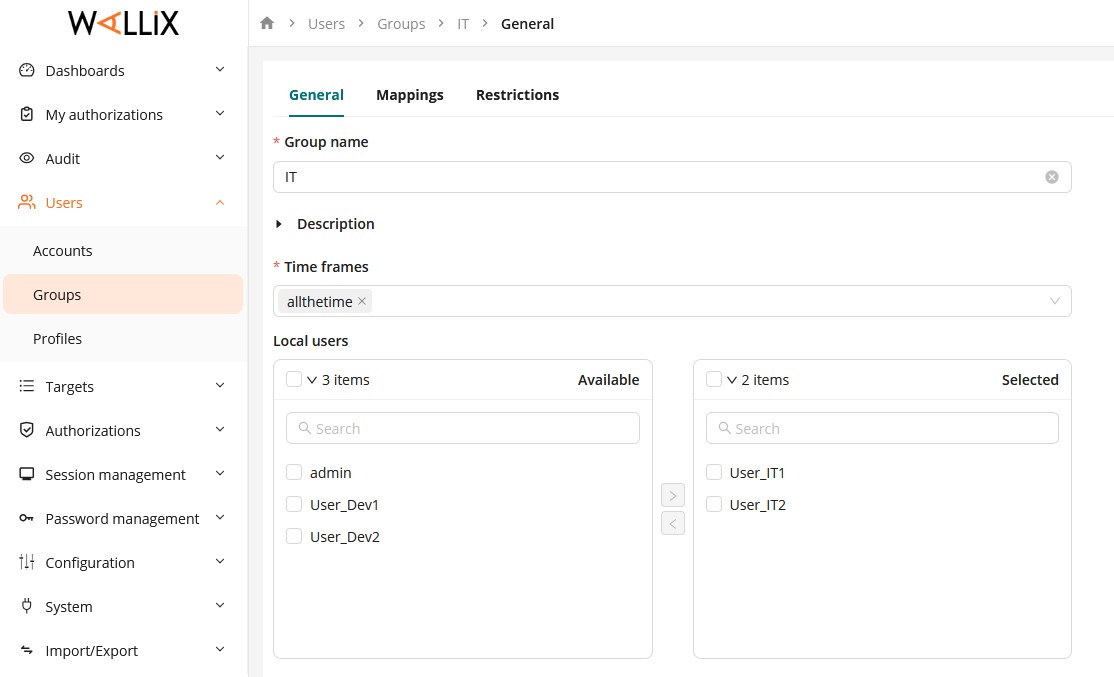 WALLIX
Dashboards
My authorizations
Audit
Users
Accounts
Groups
Profiles
Targets
Authorizations
Session management
Password management
Configuration
System
Import/Export
Users > Groups > IT > General
General Mappings Restrictions
* Group name
IT
Description
* Time frames
allthetime ×
Local users
3 items Available
Search
admin
User_Dev1
User_Dev2
>
<
2 items Selected
Search
User_IT1
User_IT2